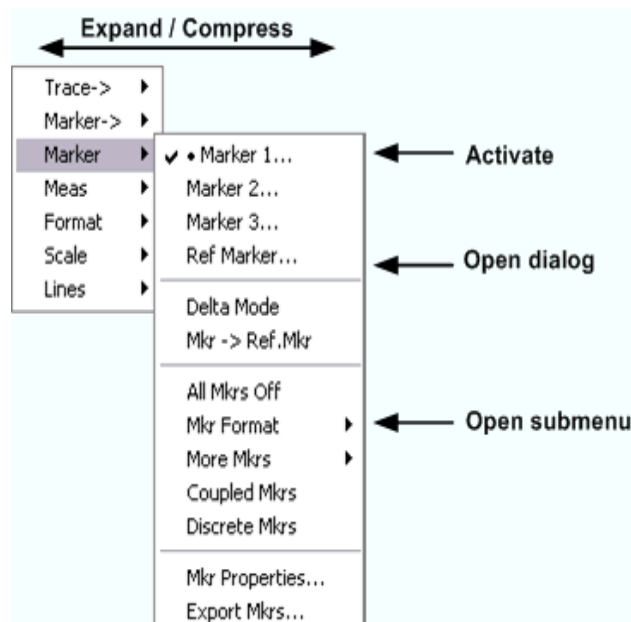 Expand / Compress
Trace->
Marker->
Marker
Meas
Format
Scale
Lines
• Marker 1...
Marker 2...
Marker 3...
Ref Marker...
Delta Mode
Mkr -> Ref.Mkr
All Mkrs Off
Mkr Format
More Mkrs
Coupled Mkrs
Discrete Mkrs
Mkr Properties...
Export Mkrs...
Activate
Open dialog
Open submenu